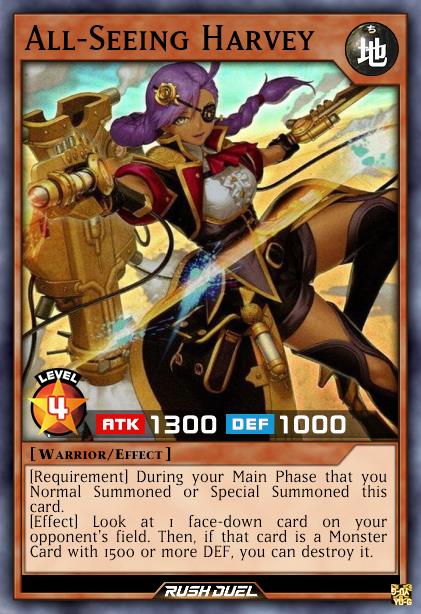 All-Seeing Harvey
ち
地
LEVEL
4
ATK 1300 DEF 1000
[Warrior/Effect]
[Requirement] During your Main Phase that you
Normal Summoned or Special Summoned this
card.
[Effect] Look at 1 face-down card on your
opponent's field. Then, if that card is a Monster
Card with 1500 or more DEF, you can destroy it.
RUSH DUEL